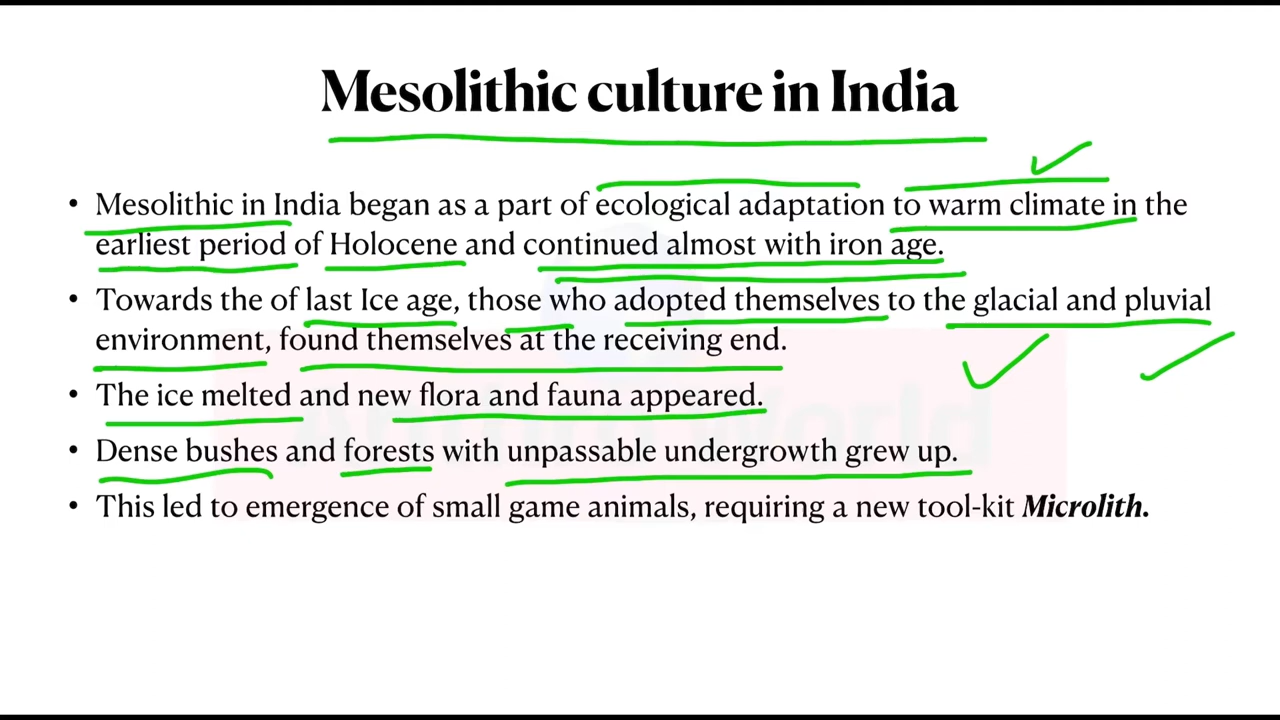 Mesolithic culture in India
• Mesolithic in India began as a part of ecological adaptation to warm climate in the
earliest period of Holocene and continued almost with iron age.
• Towards the of last Ice age, those who adopted themselves to the glacial and pluvial
environment, found themselves at the receiving end.
• The ice melted and new flora and fauna appeared.
• Dense bushes and forests with unpassable undergrowth grew up.
• This led to emergence of small game animals, requiring a new tool-kit Microlith.